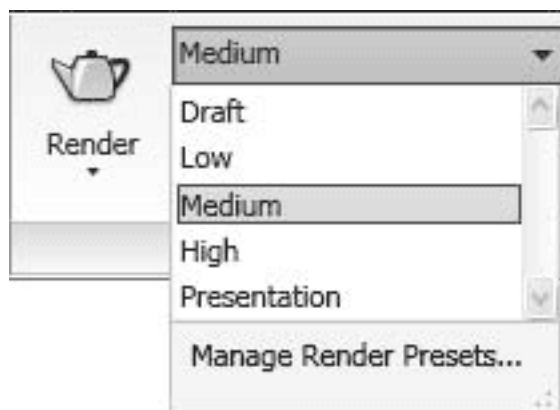 Medium
Render
Draft
Low
Medium
High
Presentation
Manage Render Presets...